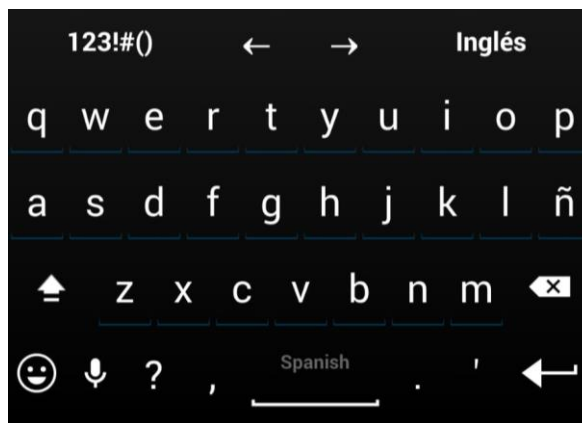 123!#() ← → Inglés
q w e r t y u i o p
a s d f g h j k l ñ
z x c v b n m
? , Spanish . '